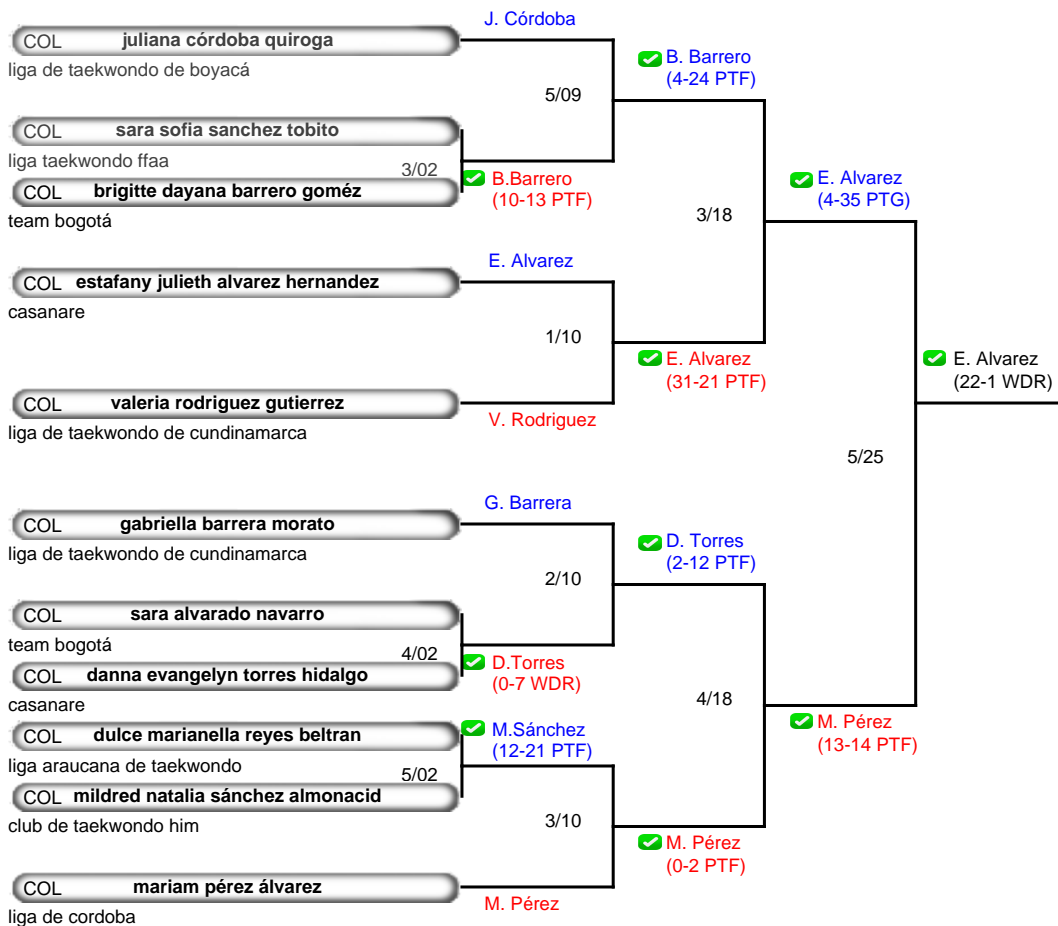 J. Córdoba
COL juliana córdoba quiroga
liga de taekwondo de boyacá
B. Barrero
(4-24 PTF)
5/09
COL sara sofia sanchez tobito
liga taekwondo ffaa
3/02
COL brigitte dayana barrero goméz
team bogotá
B.Barrero
(10-13 PTF)
E. Alvarez
(4-35 PTG)
3/18
E. Alvarez
COL estafany julieth alvarez hernandez
casanare
1/10
E. Alvarez
(31-21 PTF)
E. Alvarez
(22-1 WDR)
COL valeria rodriguez gutierrez
liga de taekwondo de cundinamarca
V. Rodriguez
5/25
G. Barrera
COL gabriella barrera morato
liga de taekwondo de cundinamarca
D. Torres
(2-12 PTF)
2/10
COL sara alvarado navarro
team bogotá
4/02
COL danna evangelyn torres hidalgo
casanare
D.Torres
(0-7 WDR)
4/18
M. Pérez
(13-14 PTF)
COL dulce marianella reyes beltran
liga araucana de taekwondo
M.Sánchez
(12-21 PTF)
5/02
COL mildred natalia sánchez almonacid
club de taekwondo him
3/10
M. Pérez
(0-2 PTF)
COL mariam pérez álvarez
liga de cordoba
M. Pérez